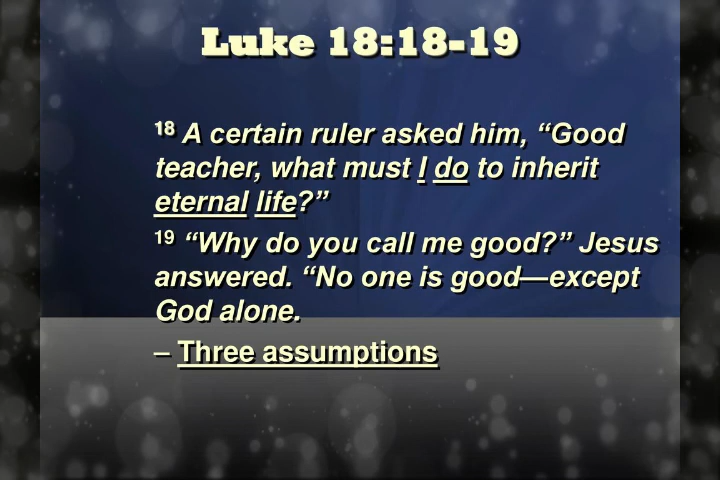 Luke 18:18-19
18 A certain ruler asked him, “Good
teacher, what must I do to inherit
eternal life?”
19 “Why do you call me good?” Jesus
answered. “No one is good—except
God alone.
– Three assumptions